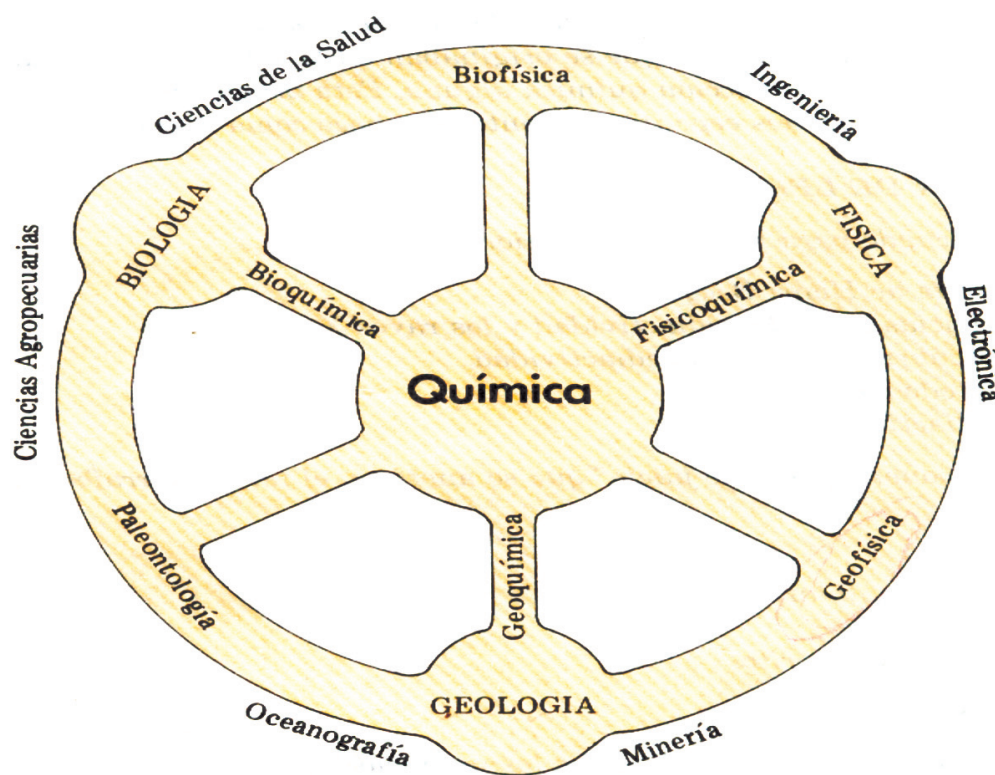 Ciencias de la Salud
Biofísica
Ingeniería
BIOLOGIA
FISICA
Bioquímica
Fisicoquímica
Ciencias Agropecuarias
Electrónica
Química
Paleontología
Geoquímica
Geofísica
GEOLOGIA
Oceanografía
Minería